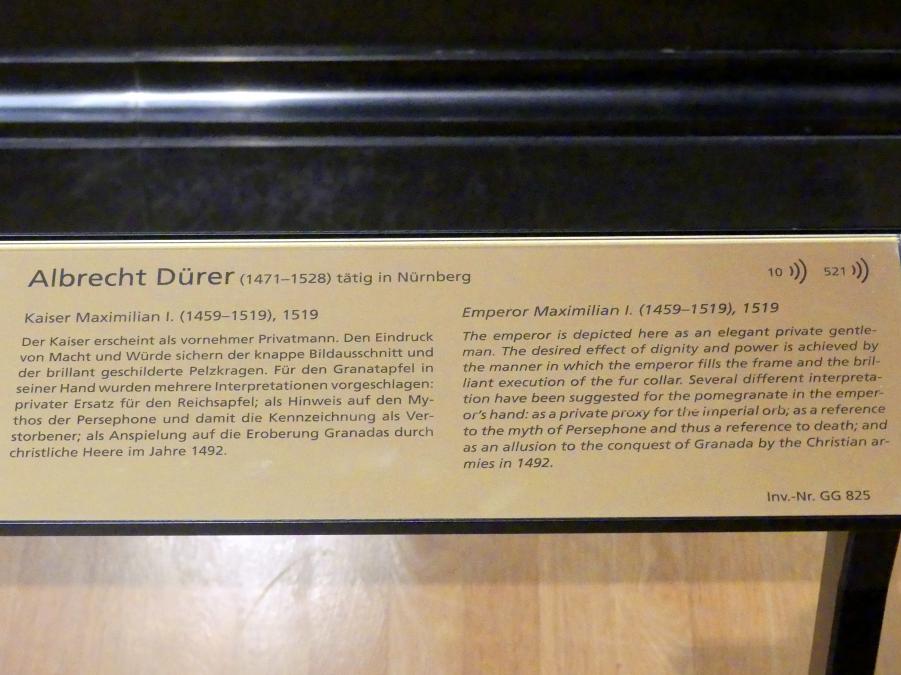 Albrecht Dürer (1471–1528) tätig in Nürnberg
10 521
Kaiser Maximilian I. (1459–1519), 1519
Der Kaiser erscheint als vornehmer Privatmann. Den Eindruck
von Macht und Würde sichern der knappe Bildausschnitt und
der brillant geschilderte Pelzkragen. Für den Granatapfel in
seiner Hand wurden mehrere Interpretationen vorgeschlagen:
privater Ersatz für den Reichsapfel; als Hinweis auf den My-
thos der Persephone und damit die Kennzeichnung als Ver-
storbener; als Anspielung auf die Eroberung Granadas durch
christliche Heere im Jahre 1492.
Emperor Maximilian I. (1459–1519), 1519
The emperor is depicted here as an elegant private gentle-
man. The desired effect of dignity and power is achieved by
the manner in which the emperor fills the frame and the bril-
liant execution of the fur collar. Several different interpreta-
tion have been suggested for the pomegranate in the emper-
or's hand: as a private proxy for the imperial orb; as a reference
to the myth of Persephone and thus a reference to death; and
as an allusion to the conquest of Granada by the Christian ar-
mies in 1492.
Inv.-Nr. GG 825